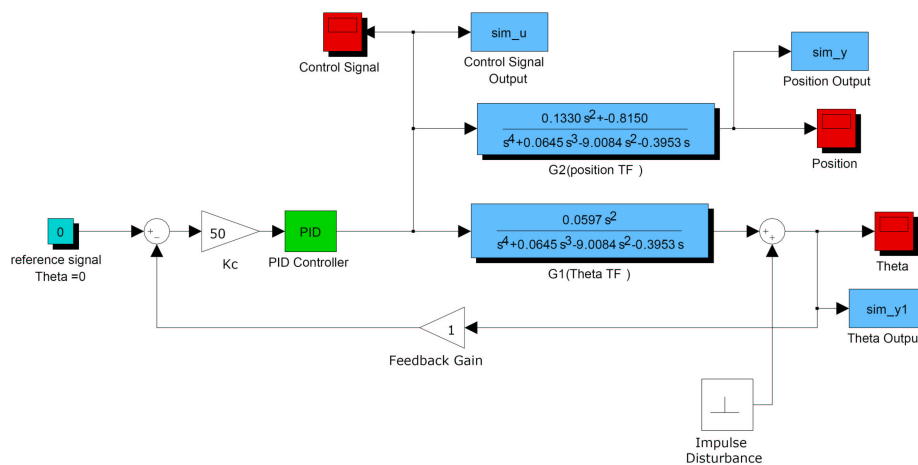 Control Signal
sim_u
Control Signal
Output
sim_y
Position Output
0.1330 s²+-0.8150
s⁴+0.0645 s³-9.0084 s²-0.3953 s
G2(position TF )
Position
0
reference signal
Theta =0
+
−
50
Kc
PID
PID Controller
0.0597 s²
s⁴+0.0645 s³-9.0084 s²-0.3953 s
G1(Theta TF )
+
+
Theta
sim_y1
Theta Output
1
Feedback Gain
Impulse
Disturbance